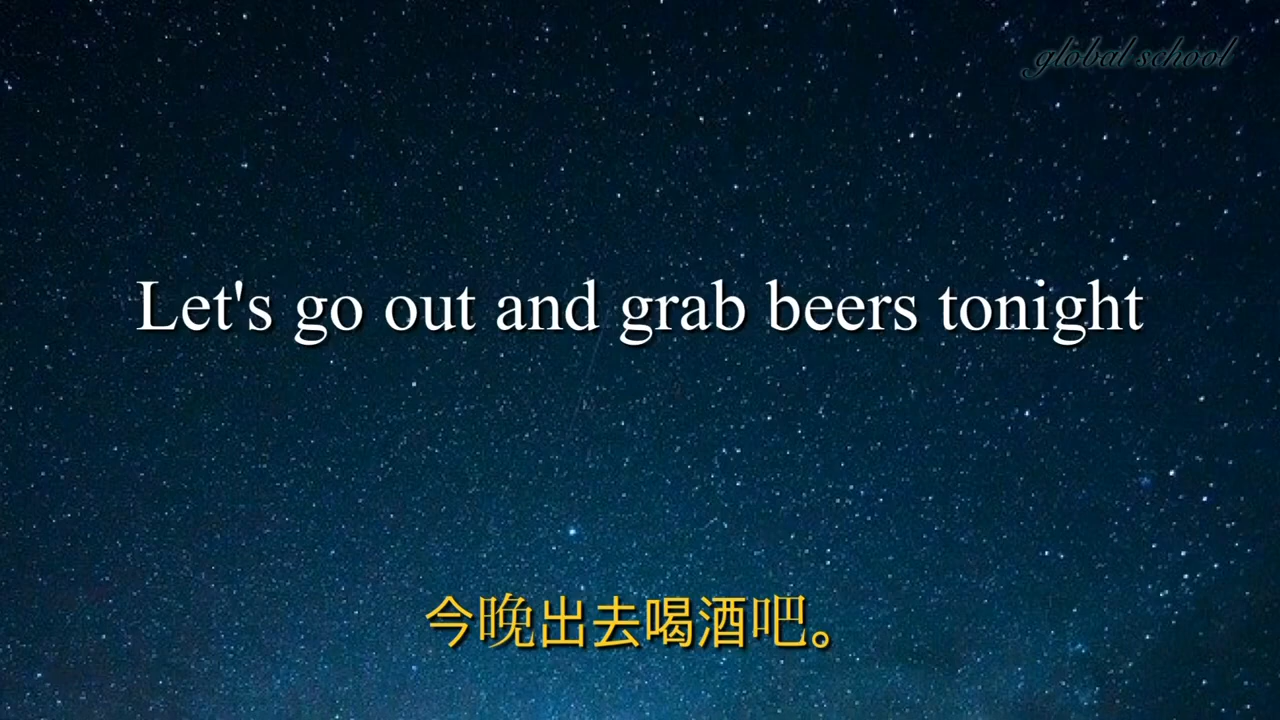 global school
Let's go out and grab beers tonight
今晚出去喝酒吧。